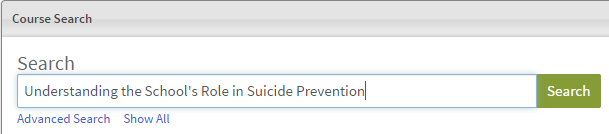 Course Search
Search
Understanding the School's Role in Suicide Prevention Search
Advanced Search Show All